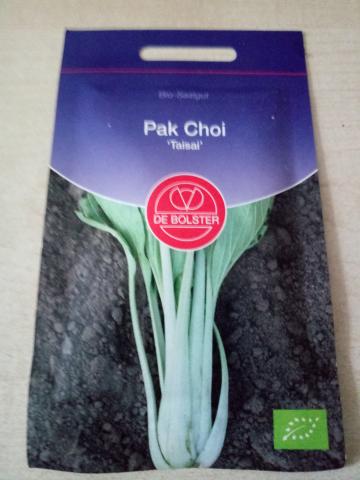 Bio-Saatgut
Pak Choi
'Taisai'
DE BOLSTER